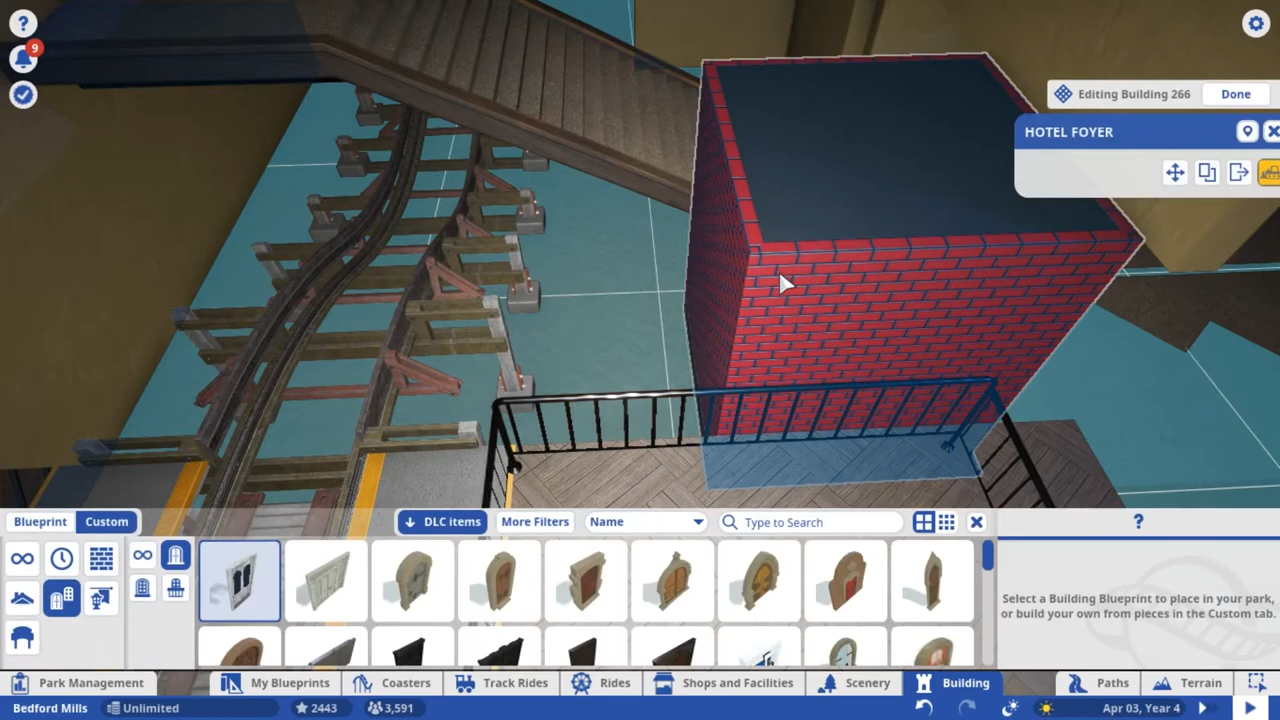 ?
9
Editing Building 266 Done
HOTEL FOYER
Blueprint Custom
DLC items More Filters Name Type to Search
?
Select a Building Blueprint to place in your park,
or build your own from pieces in the Custom tab.
Park Management My Blueprints Coasters Track Rides Rides Shops and Facilities Scenery Building Paths Terrain
Bedford Mills Unlimited 2443 3,591 Apr 03, Year 4